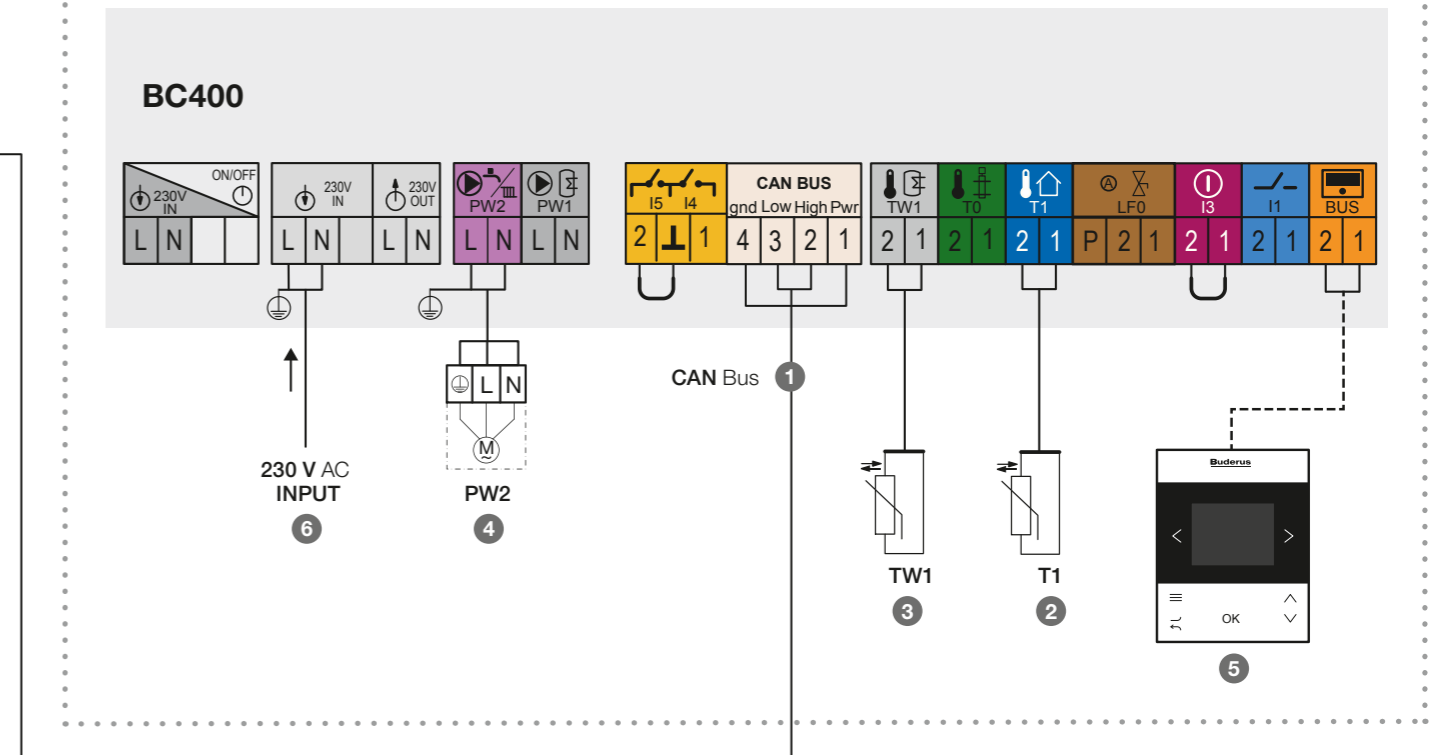 BC400
ON/OFF
230V
IN
230V
IN
230V
OUT
PW2
PW1
I5 I4
CAN BUS
gnd Low High Pwr
TW1
T0
T1
A
LF0
I3
I1
BUS
L N
L N
L N
L N
L N
2 1
4 3 2 1
2 1
2 1
2 1
P 2 1
2 1
2 1
2 1
CAN Bus 1
L N
M
~
230 V AC
INPUT
6
PW2
4
TW1
3
T1
2
Buderus
< >
OK
5